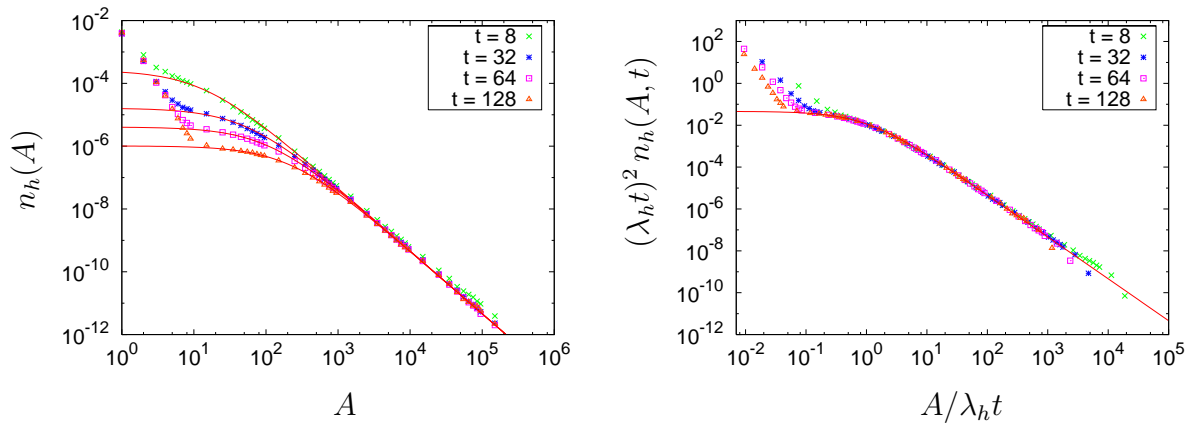 10^-2
10^-4
10^-6
10^-8
10^-10
10^-12
n_h(A)
10^0 10^1 10^2 10^3 10^4 10^5 10^6
A
t = 8
t = 32
t = 64
t = 128
10^2
10^0
10^-2
10^-4
10^-6
10^-8
10^-10
10^-12
(λ_h t)^2 n_h(A, t)
10^-2 10^-1 10^0 10^1 10^2 10^3 10^4 10^5
A/λ_h t
t = 8
t = 32
t = 64
t = 128